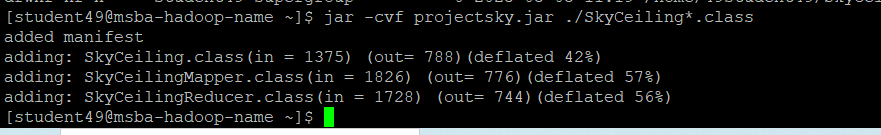 [student49@msba-hadoop-name ~]$ jar -cvf projectsky.jar ./SkyCeiling*.class
added manifest
adding: SkyCeiling.class(in = 1375) (out= 788)(deflated 42%)
adding: SkyCeilingMapper.class(in = 1826) (out= 776)(deflated 57%)
adding: SkyCeilingReducer.class(in = 1728) (out= 744)(deflated 56%)
[student49@msba-hadoop-name ~]$